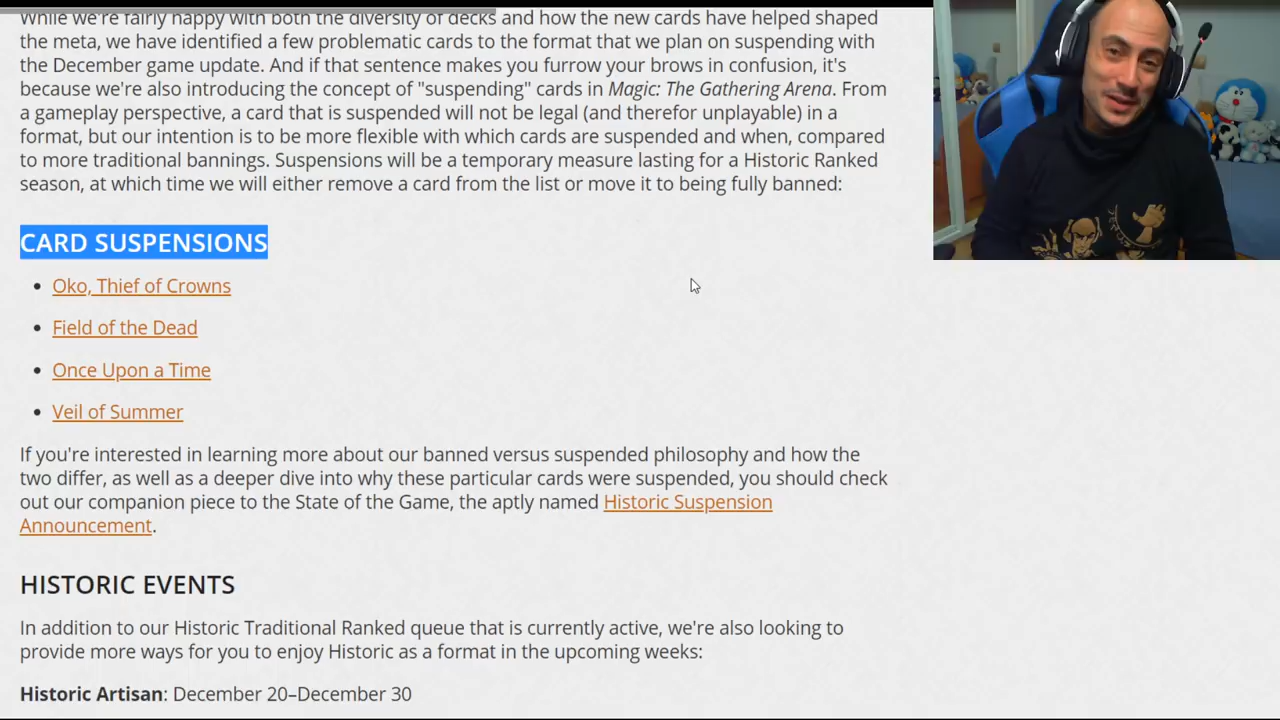 While we're fairly happy with both the diversity of decks and how the new cards have helped shaped
the meta, we have identified a few problematic cards to the format that we plan on suspending with
the December game update. And if that sentence makes you furrow your brows in confusion, it's
because we're also introducing the concept of "suspending" cards in Magic: The Gathering Arena. From
a gameplay perspective, a card that is suspended will not be legal (and therefor unplayable) in a
format, but our intention is to be more flexible with which cards are suspended and when, compared
to more traditional bannings. Suspensions will be a temporary measure lasting for a Historic Ranked
season, at which time we will either remove a card from the list or move it to being fully banned:
CARD SUSPENSIONS
• Oko, Thief of Crowns
• Field of the Dead
• Once Upon a Time
• Veil of Summer
If you're interested in learning more about our banned versus suspended philosophy and how the
two differ, as well as a deeper dive into why these particular cards were suspended, you should check
out our companion piece to the State of the Game, the aptly named Historic Suspension
Announcement.
HISTORIC EVENTS
In addition to our Historic Traditional Ranked queue that is currently active, we're also looking to
provide more ways for you to enjoy Historic as a format in the upcoming weeks:
Historic Artisan: December 20–December 30